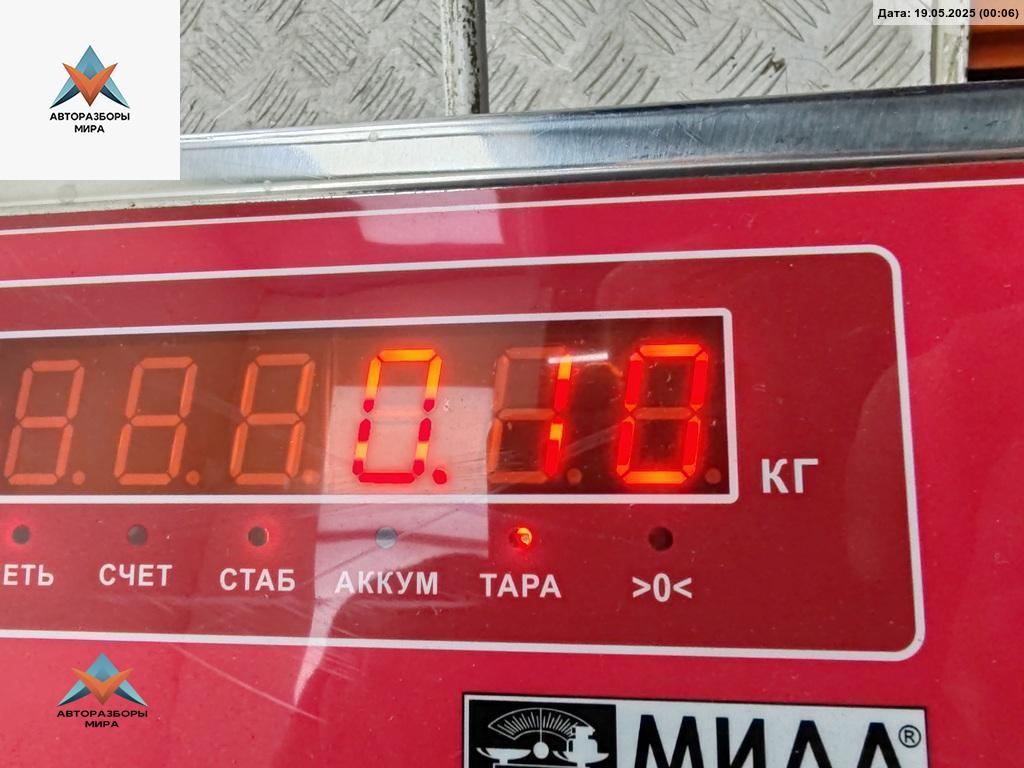 Дата: 19.05.2025 (00:06)
АВТОРАЗБОРЫ
МИРА
0.10
КГ
ЕТЬ СЧЕТ СТАБ АККУМ ТАРА >0<
АВТОРАЗБОРЫ
МИРА
МИДЛ®